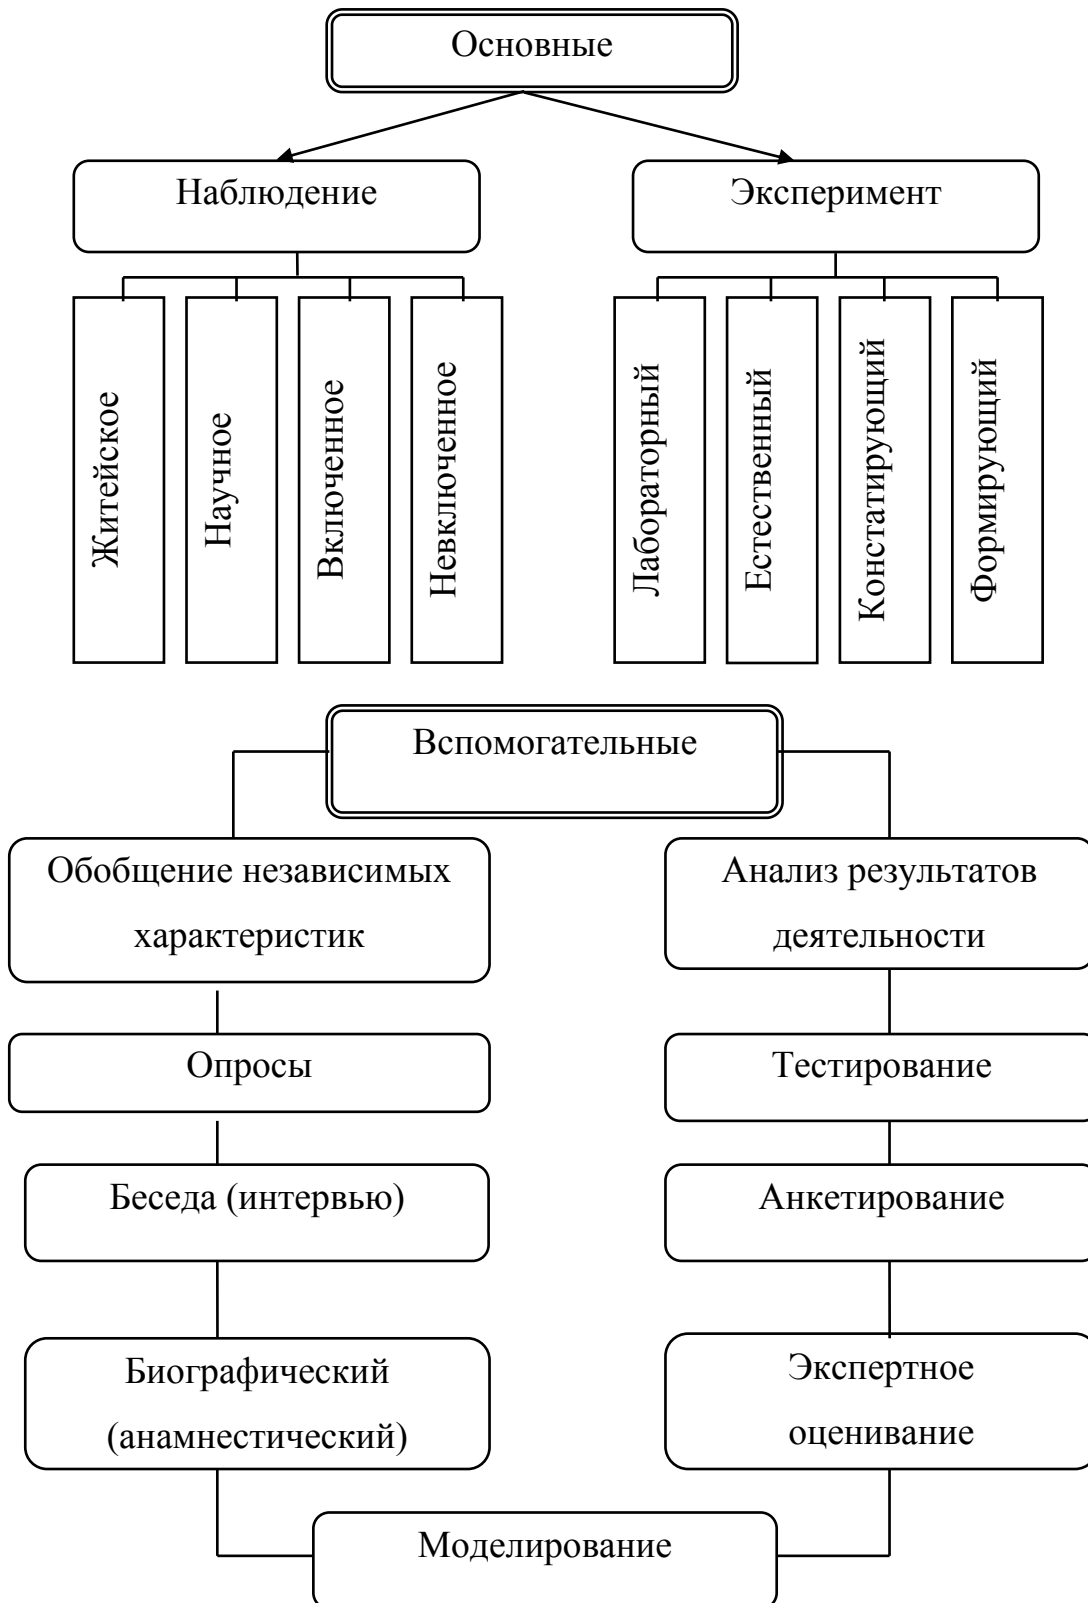 Основные
Наблюдение
Эксперимент
Житейское
Научное
Включенное
Невключенное
Лабораторный
Естественный
Констатирующий
Формирующий
Вспомогательные
Обобщение независимых
характеристик
Анализ результатов
деятельности
Опросы
Тестирование
Беседа (интервью)
Анкетирование
Биографический
(анамнестический)
Экспертное
оценивание
Моделирование